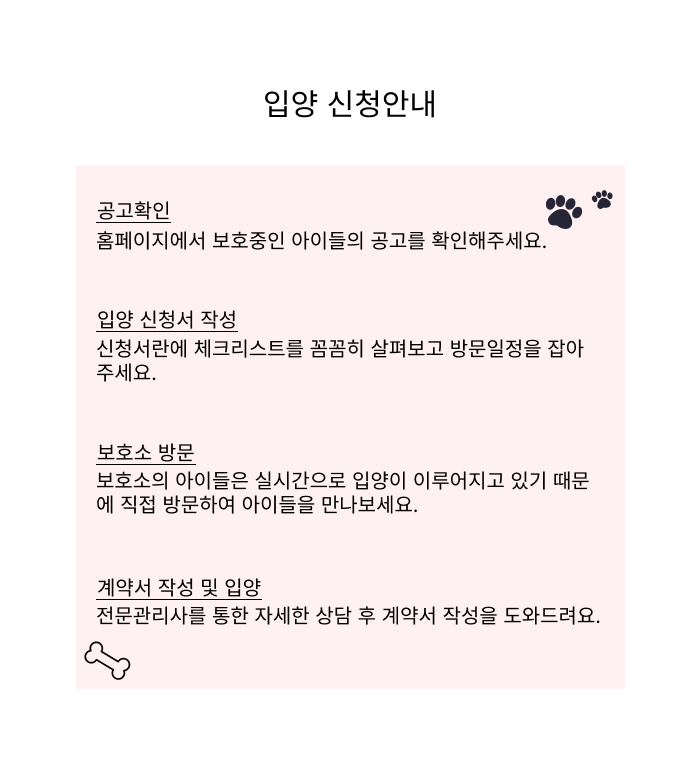 입양 신청안내
공고확인
홈페이지에서 보호중인 아이들의 공고를 확인해주세요.
입양 신청서 작성
신청서란에 체크리스트를 꼼꼼히 살펴보고 방문일정을 잡아
주세요.
보호소 방문
보호소의 아이들은 실시간으로 입양이 이루어지고 있기 때문
에 직접 방문하여 아이들을 만나보세요.
계약서 작성 및 입양
전문관리사를 통한 자세한 상담 후 계약서 작성을 도와드려요.